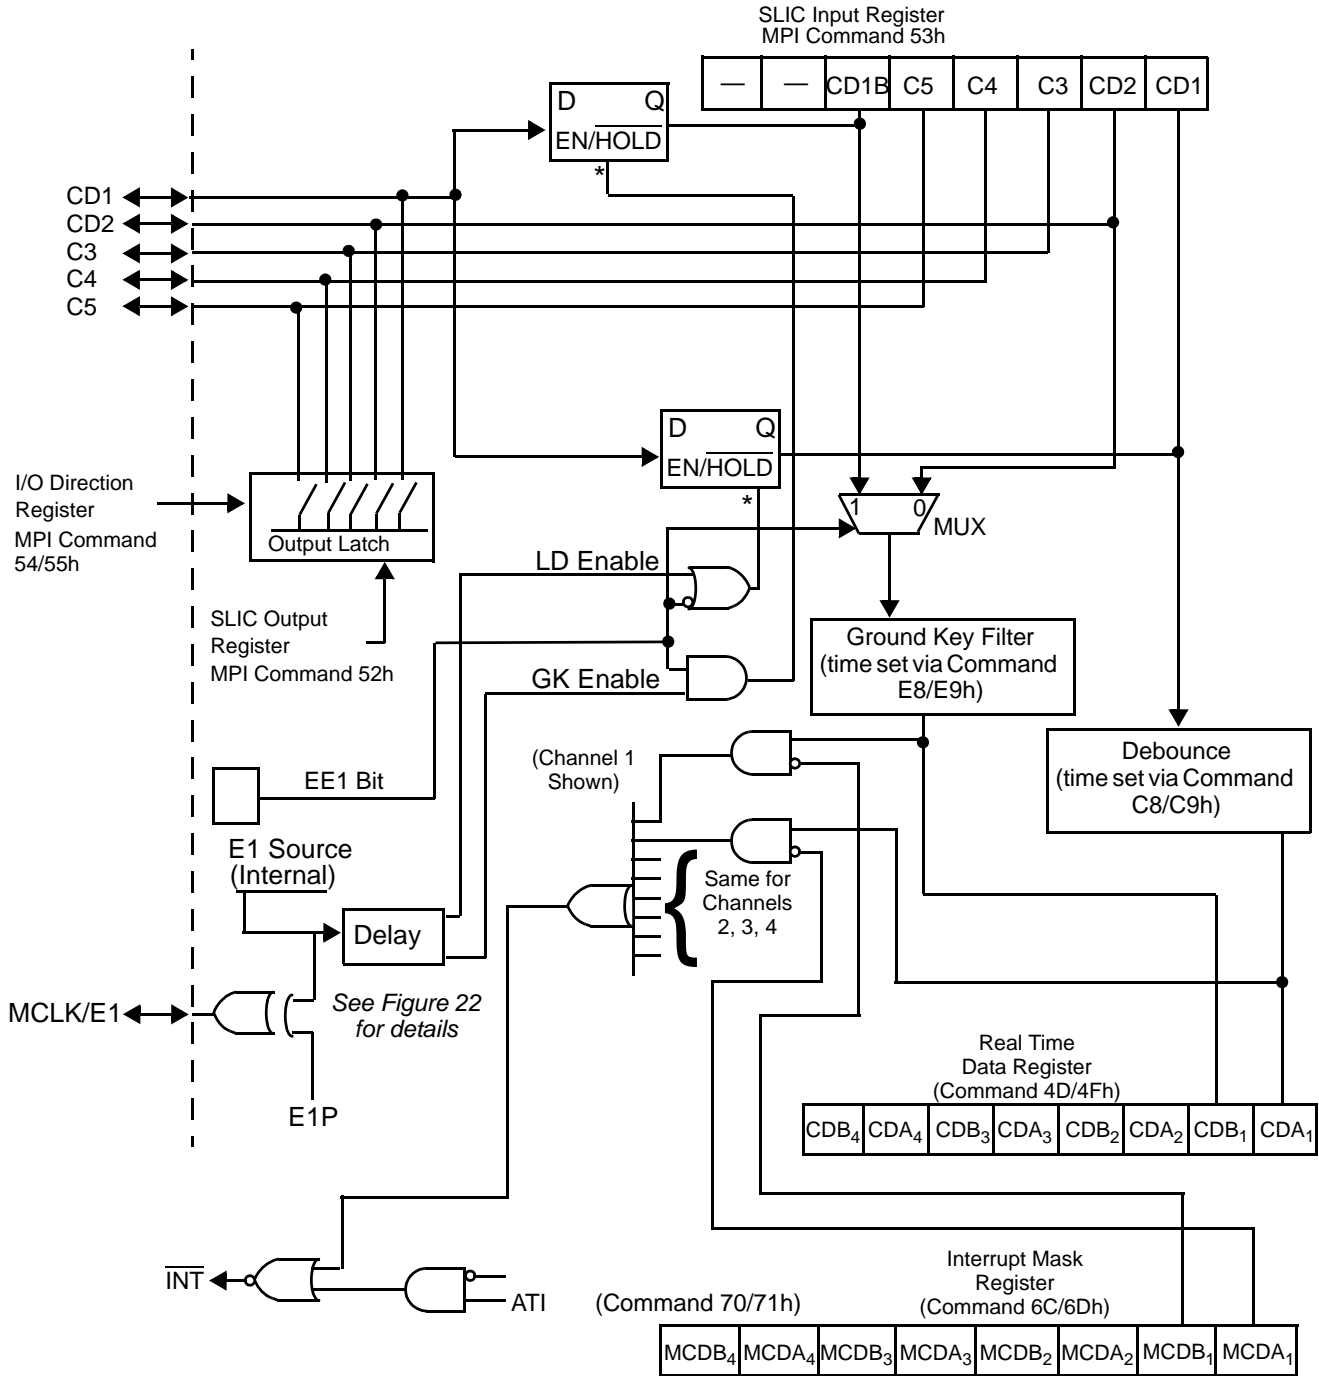 SLIC Input Register
MPI Command 53h
— — CD1B C5 C4 C3 CD2 CD1
D Q
EN/HOLD
*
CD1
CD2
C3
C4
C5
D Q
EN/HOLD
*
I/O Direction
Register
MPI Command
54/55h
Output Latch
1 0
MUX
LD Enable
SLIC Output
Register
MPI Command 52h
GK Enable
Ground Key Filter
(time set via Command
E8/E9h)
(Channel 1
Shown)
Debounce
(time set via Command
C8/C9h)
EE1 Bit
E1 Source
(Internal)
Same for
Channels
2, 3, 4
Delay
See Figure 22
for details
MCLK/E1
E1P
Real Time
Data Register
(Command 4D/4Fh)
CDB4 CDA4 CDB3 CDA3 CDB2 CDA2 CDB1 CDA1
INT
ATI
Interrupt Mask
Register
(Command 6C/6Dh)
(Command 70/71h)
MCDB4 MCDA4 MCDB3 MCDA3 MCDB2 MCDA2 MCDB1 MCDA1